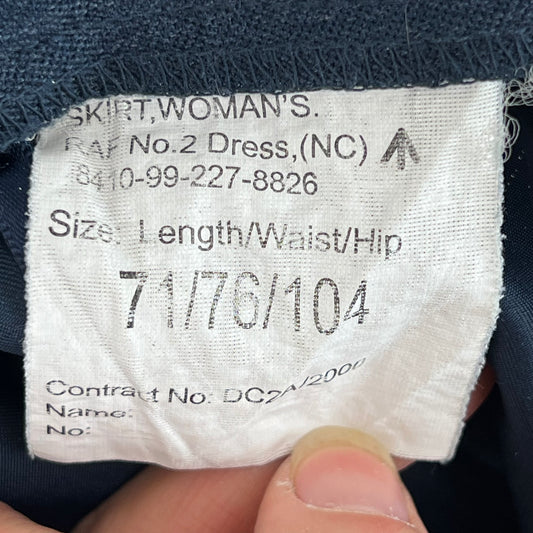 SKIRT,WOMAN'S.
RAF No.2 Dress,(NC)
8410-99-227-8826
Size: Length/Waist/Hip
71/76/104
Contract No: DC2A/2000
Name:
No: